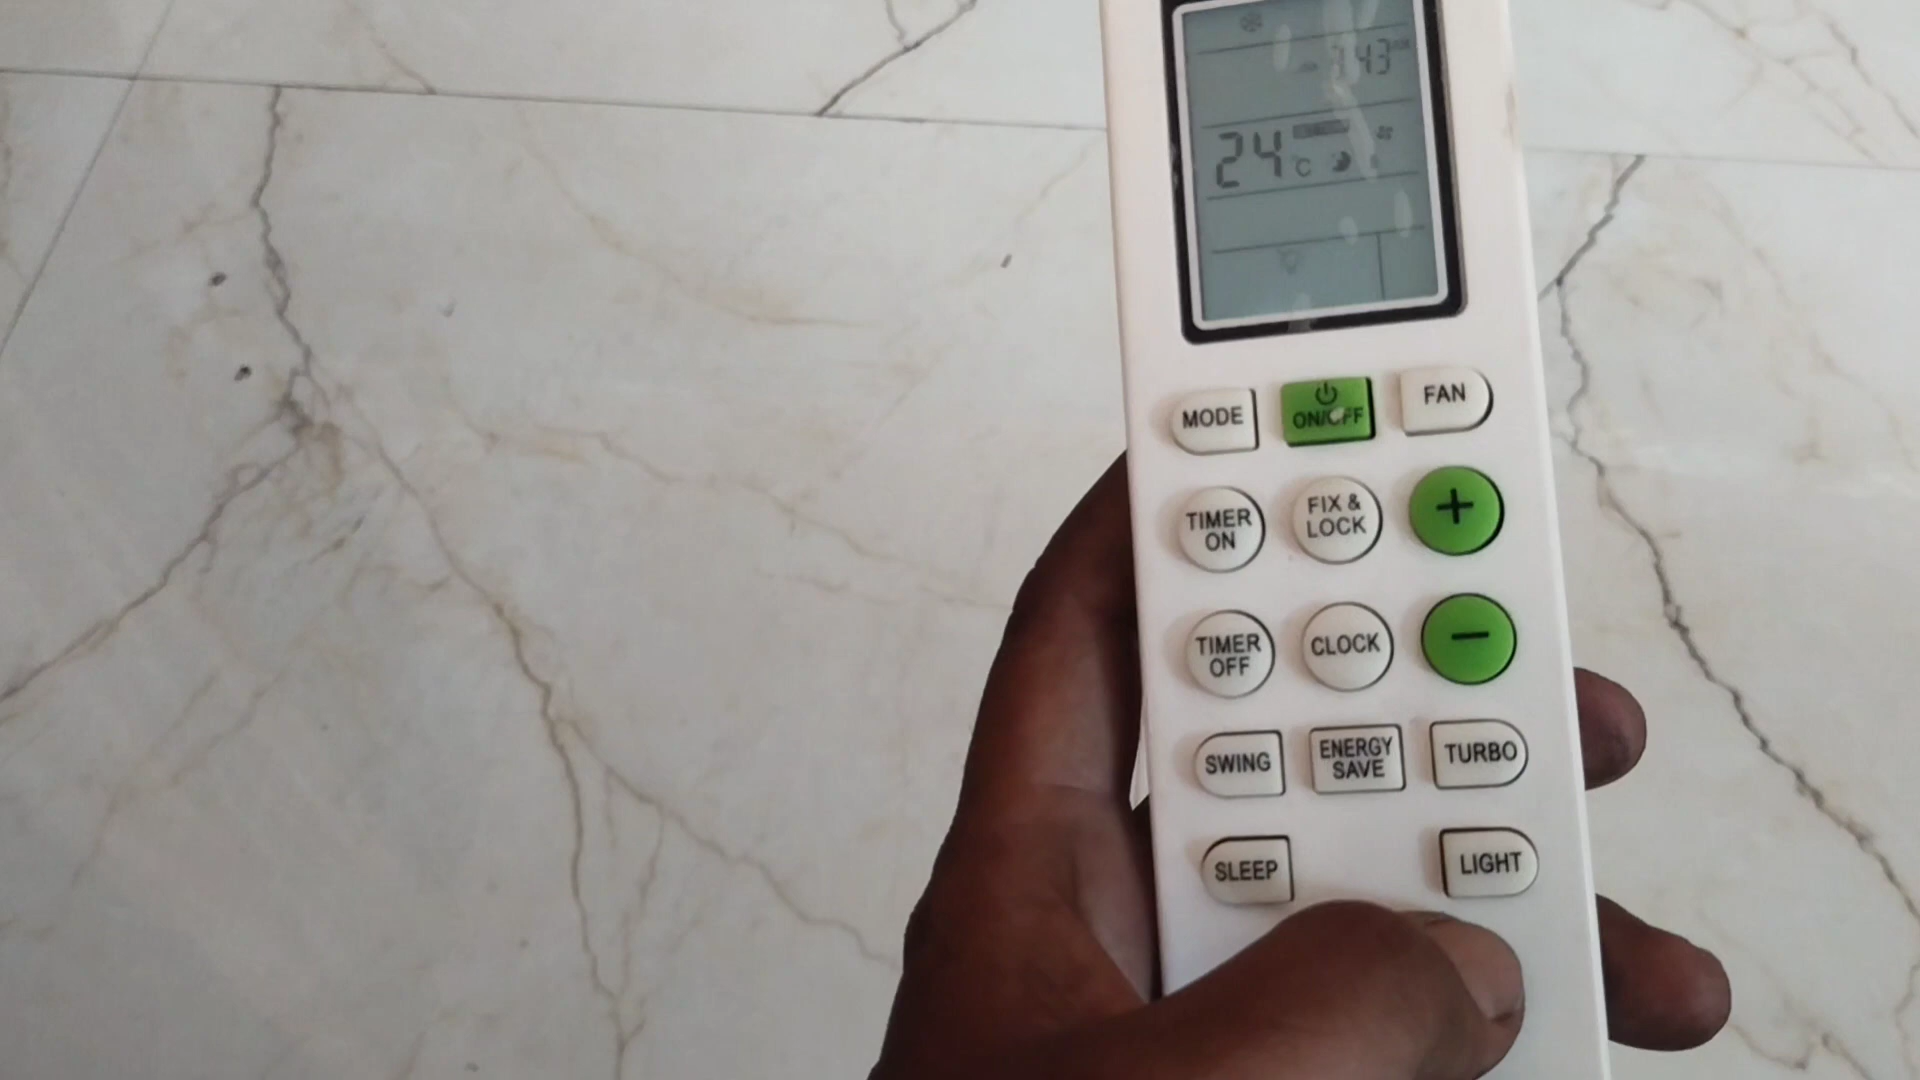 24
°C
MODE
ON/OFF
FAN
TIMER
ON
FIX &
LOCK
+
TIMER
OFF
CLOCK
−
SWING
ENERGY
SAVE
TURBO
SLEEP
LIGHT